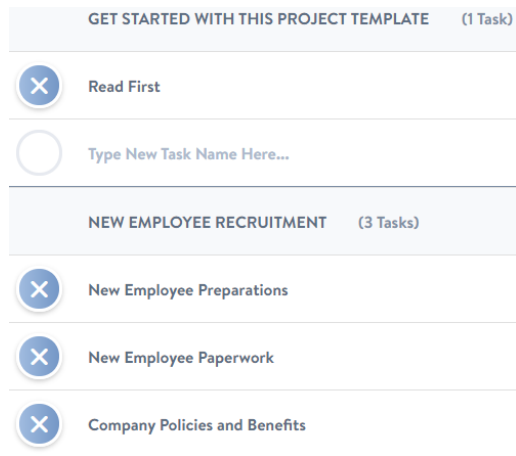 GET STARTED WITH THIS PROJECT TEMPLATE (1 Task)
Read First
Type New Task Name Here...
NEW EMPLOYEE RECRUITMENT (3 Tasks)
New Employee Preparations
New Employee Paperwork
Company Policies and Benefits